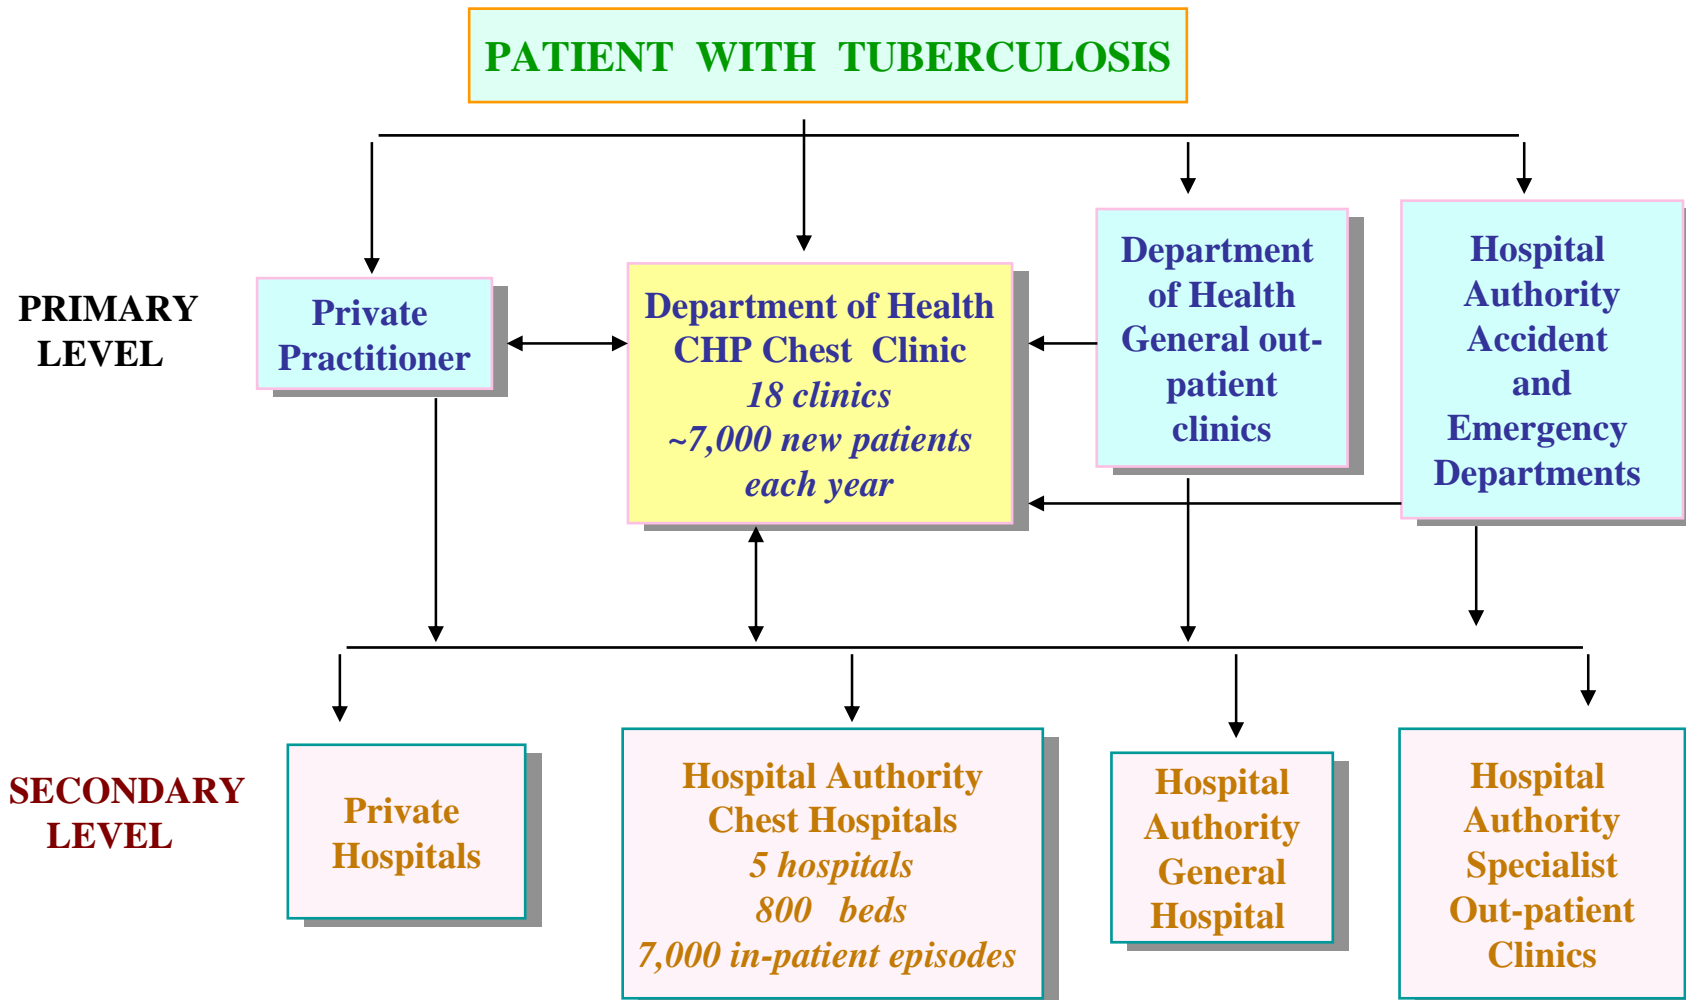 PATIENT WITH TUBERCULOSIS
PRIMARY
LEVEL
Private
Practitioner
Department of Health
CHP Chest Clinic
18 clinics
~7,000 new patients
each year
Department
of Health
General out-
patient
clinics
Hospital
Authority
Accident
and
Emergency
Departments
SECONDARY
LEVEL
Private
Hospitals
Hospital Authority
Chest Hospitals
5 hospitals
800 beds
7,000 in-patient episodes
Hospital
Authority
General
Hospital
Hospital
Authority
Specialist
Out-patient
Clinics